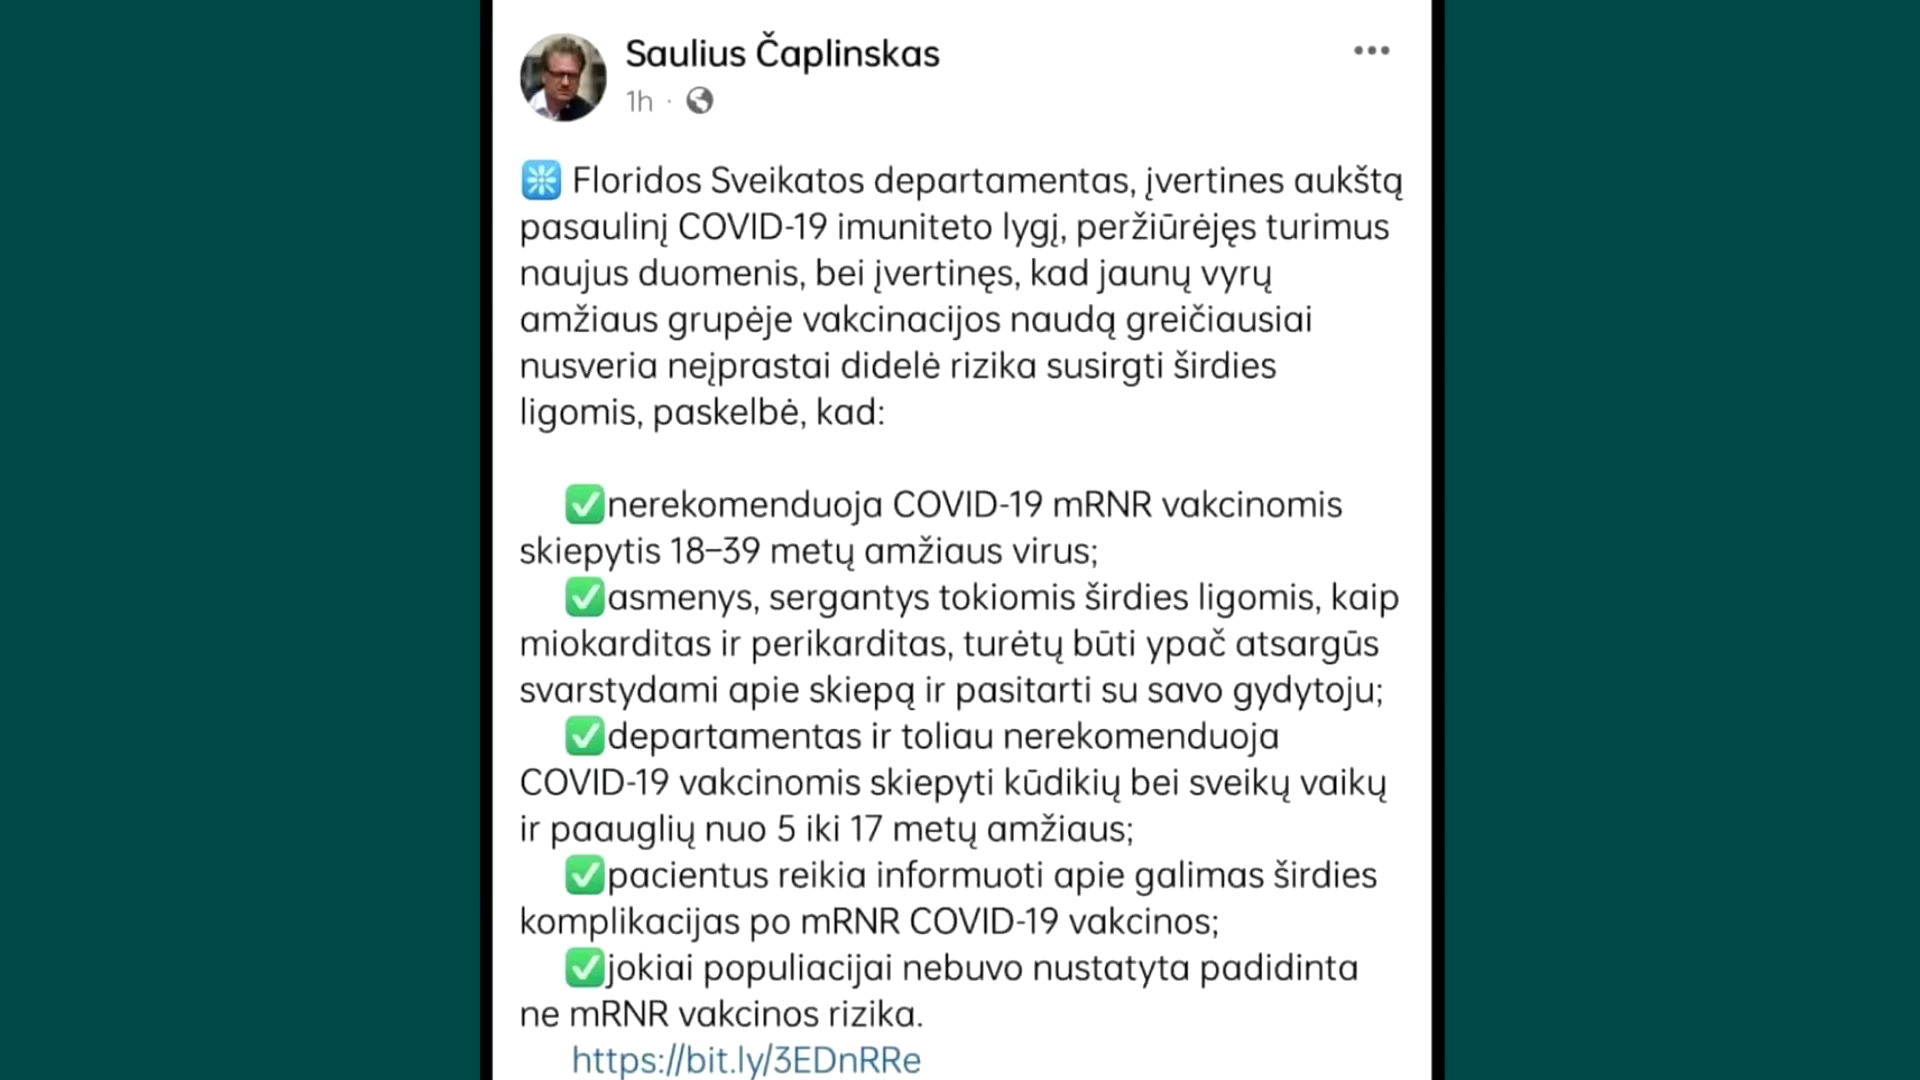 Saulius Čaplinskas
1h ·
Floridos Sveikatos departamentas, įvertines aukštą
pasaulinį COVID-19 imuniteto lygį, peržiūrėjęs turimus
naujus duomenis, bei įvertinęs, kad jaunų vyrų
amžiaus grupėje vakcinacijos naudą greičiausiai
nusveria neįprastai didelė rizika susirgti širdies
ligomis, paskelbė, kad:
✅nerekomenduoja COVID-19 mRNR vakcinomis
skiepytis 18–39 metų amžiaus virus;
✅asmenys, sergantys tokiomis širdies ligomis, kaip
miokarditas ir perikarditas, turėtų būti ypač atsargūs
svarstydami apie skiepą ir pasitarti su savo gydytoju;
✅departamentas ir toliau nerekomenduoja
COVID-19 vakcinomis skiepyti kūdikių bei sveikų vaikų
ir paauglių nuo 5 iki 17 metų amžiaus;
✅pacientus reikia informuoti apie galimas širdies
komplikacijas po mRNR COVID-19 vakcinos;
✅jokiai populiacijai nebuvo nustatyta padidinta
ne mRNR vakcinos rizika.
https://bit.ly/3EDnRRe